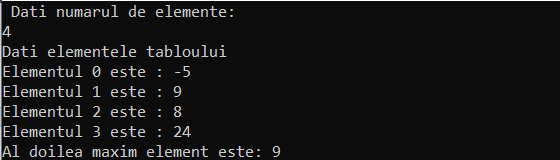 Dati numarul de elemente:
4
Dati elementele tabloului
Elementul 0 este : -5
Elementul 1 este : 9
Elementul 2 este : 8
Elementul 3 este : 24
Al doilea maxim element este: 9